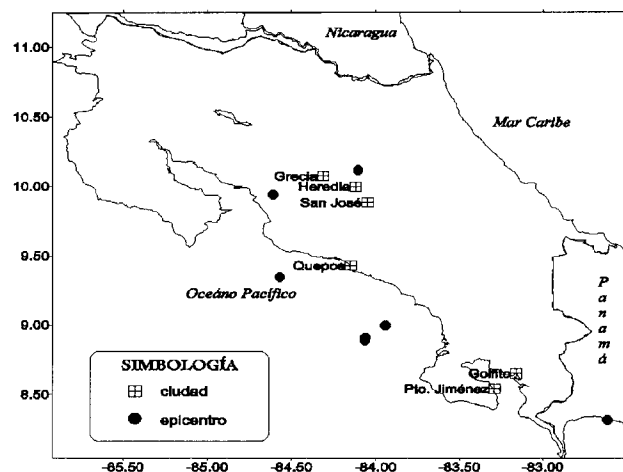 11.00
10.50
10.00
9.50
9.00
8.50
Nicaragua
Mar Caribe
Grecia
Heredia
San José
Quepos
Oceáno Pacífico
Panamá
Golfito
Pto. Jiménez
SIMBOLOGÍA
ciudad
epicentro
-85.50
-85.00
-84.50
-84.00
-83.50
-83.00